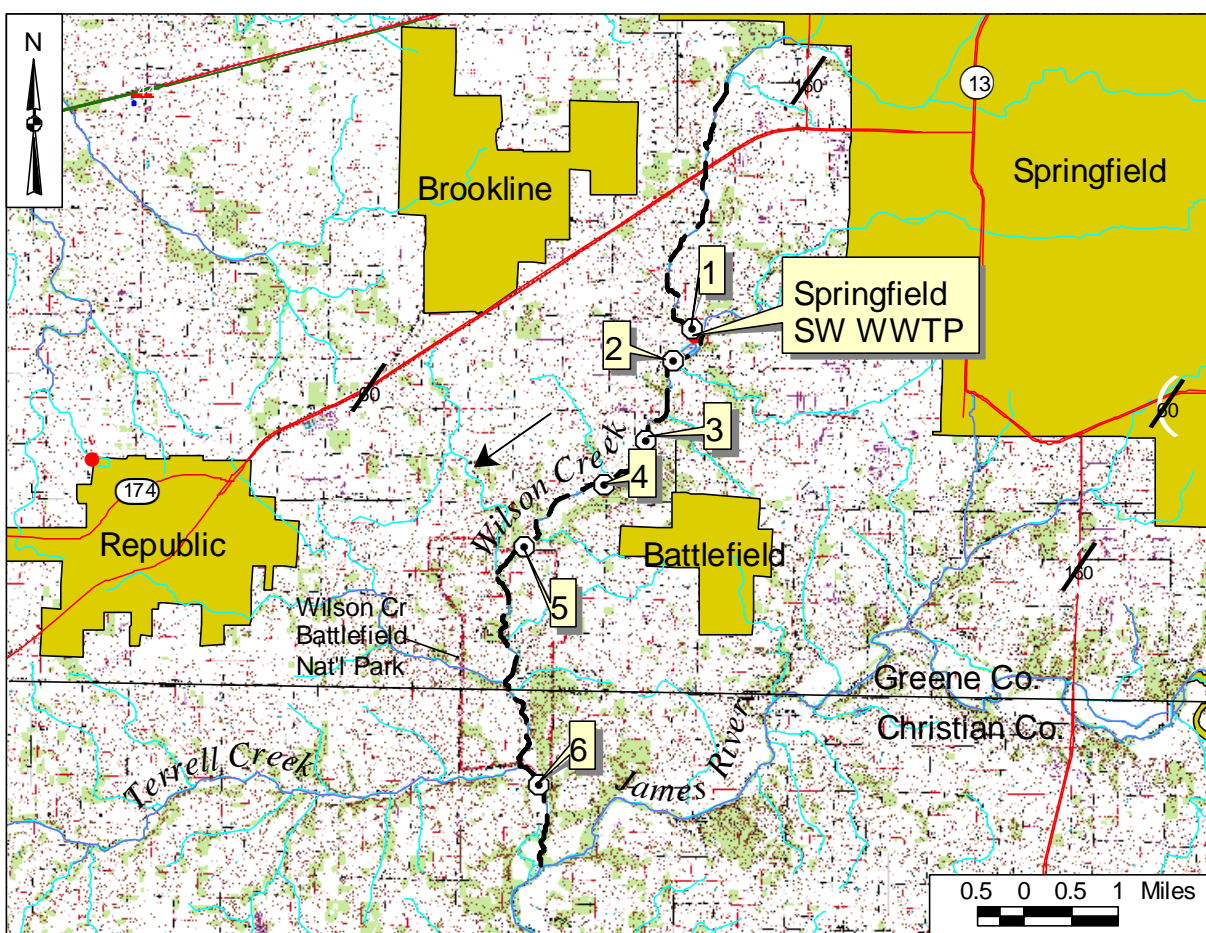 N
44
160
13
Springfield
Brookline
1
Springfield
SW WWTP
2
60
60
3
Wilson Creek
4
174
Republic
Battlefield
160
5
Wilson Cr
Battlefield
Nat'l Park
Greene Co.
Christian Co.
6
Terrell Creek
James River
0.5 0 0.5 1 Miles